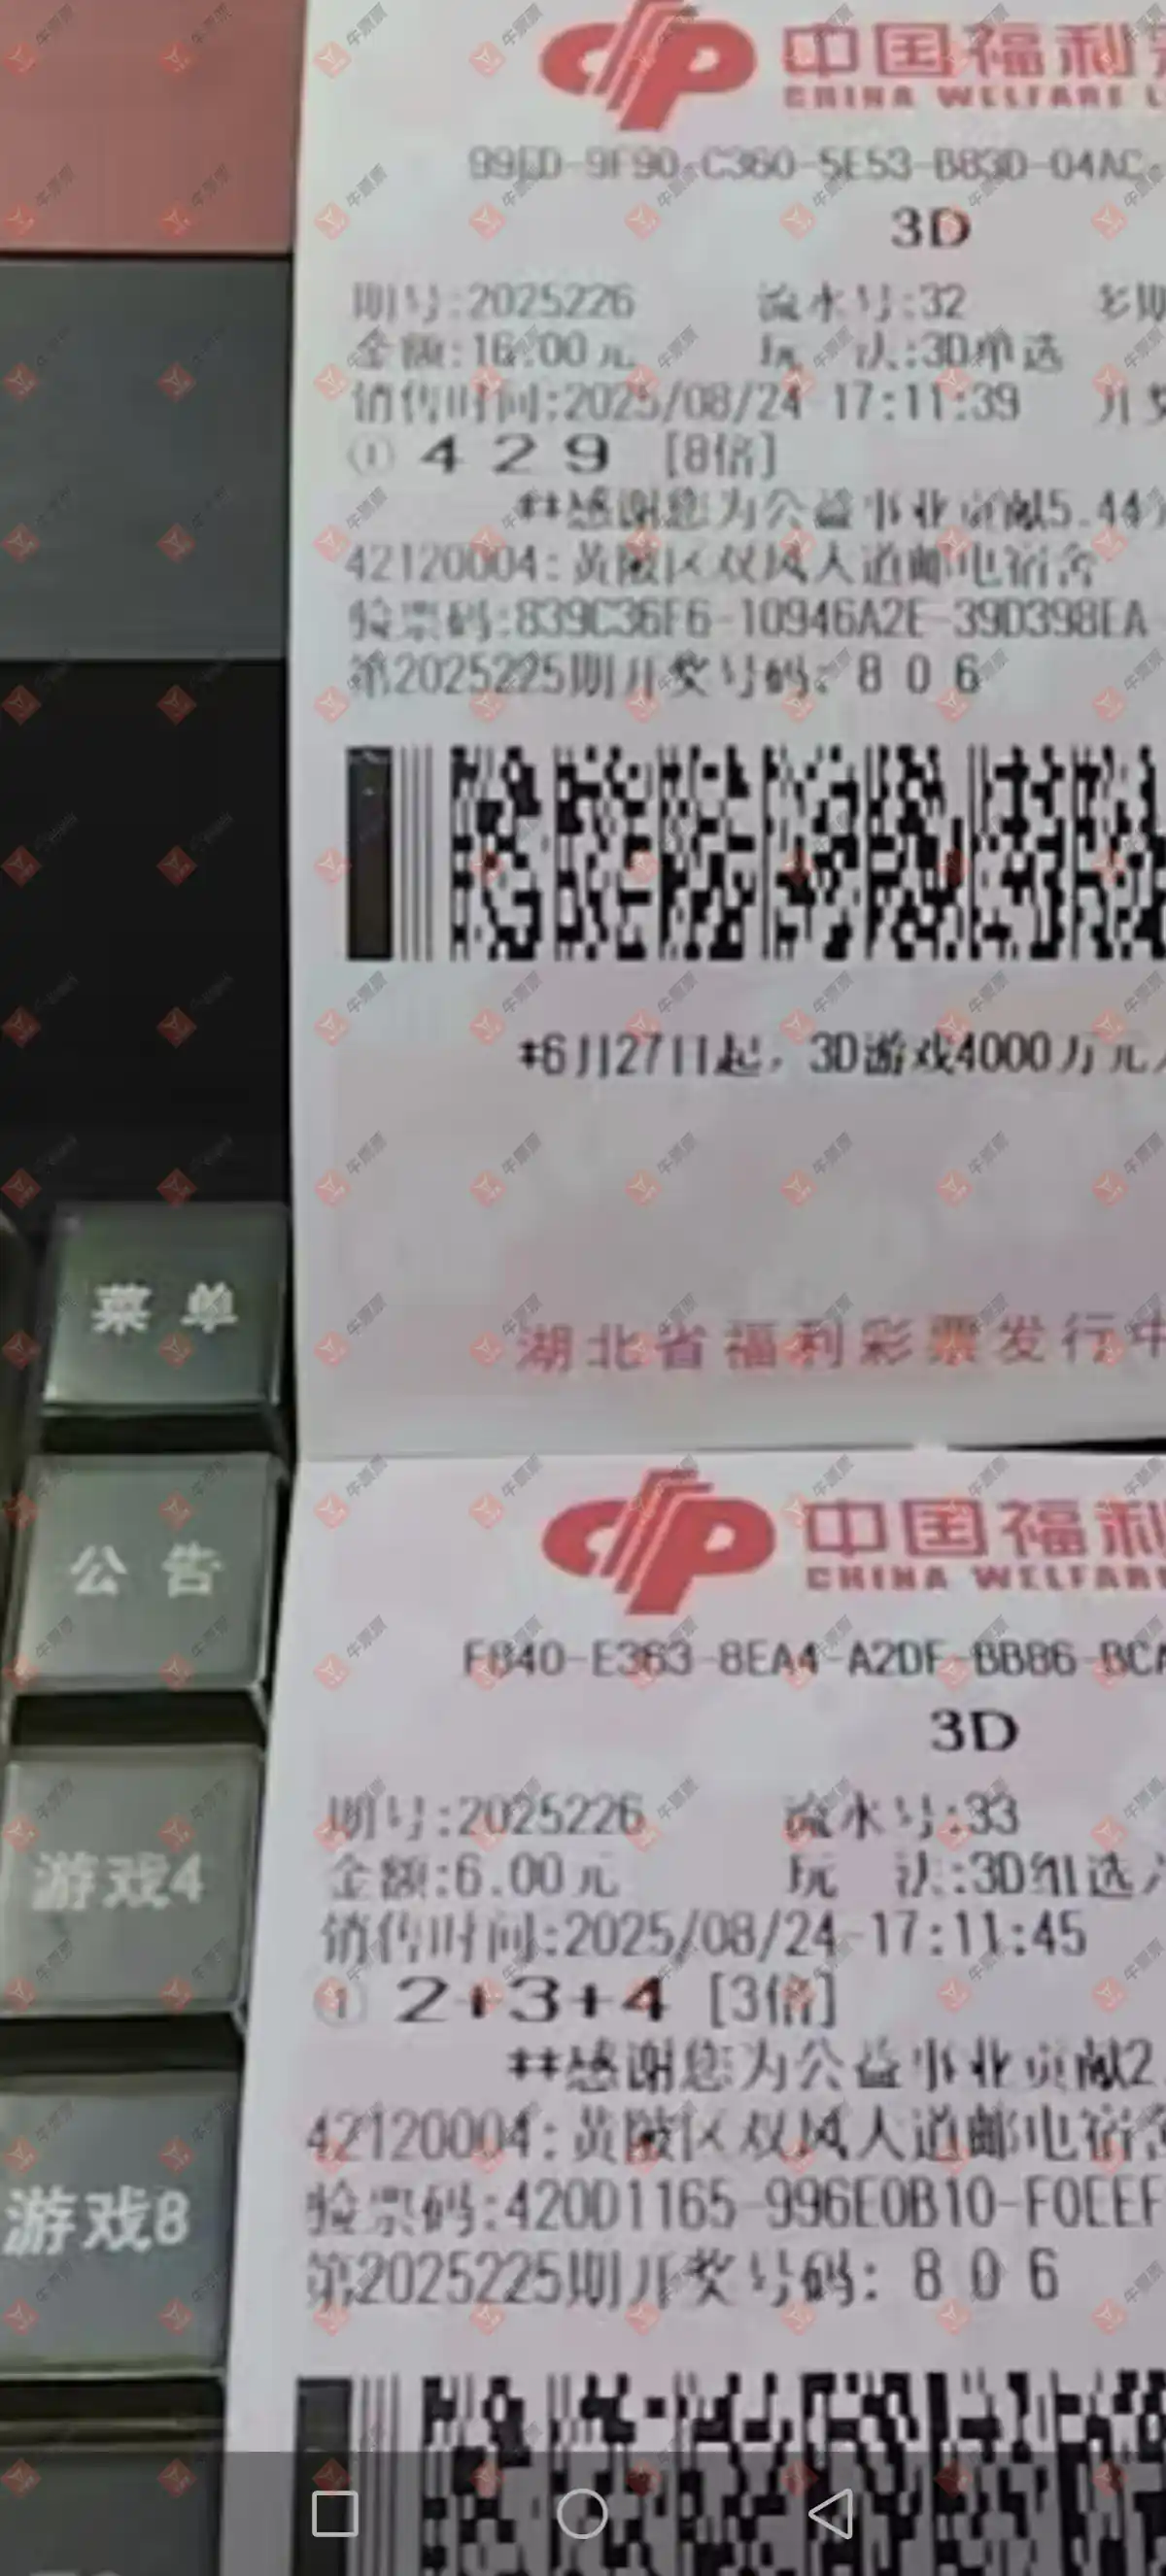 中国福利
CHINA WELFARE L
99ED-9F90-C360-5E53-B83D-04AC-
3D
期号:2025226 流水号:32 多期
金额:16.00元 玩 法:3D单选
销售时间:2025/08/24-17:11:39 开奖
① 4 2 9 [8倍]
**感谢您为公益事业贡献5.44
42120004:黄陂区双凤大道邮电宿舍
验票码:839C36F6-10946A2E-39D398EA
第2025225期开奖号码: 8 0 6
*6月27日起, 3D游戏4000万元
湖北省福利彩票发行中
菜单
公告
游戏4
游戏8
中国福利
CHINA WELFARE
FB40-E363-8EA4-A2DF-BB86-BCA
3D
期号:2025226 流水号:33
金额:6.00元 玩 法:3D组选
销售时间:2025/08/24-17:11:45
① 2+3+4 [3倍]
**感谢您为公益事业贡献2
42120004:黄陂区双凤大道邮电宿
验票码:420D1165-996E0B10-F0EEF
第2025225期开奖号码: 8 0 6